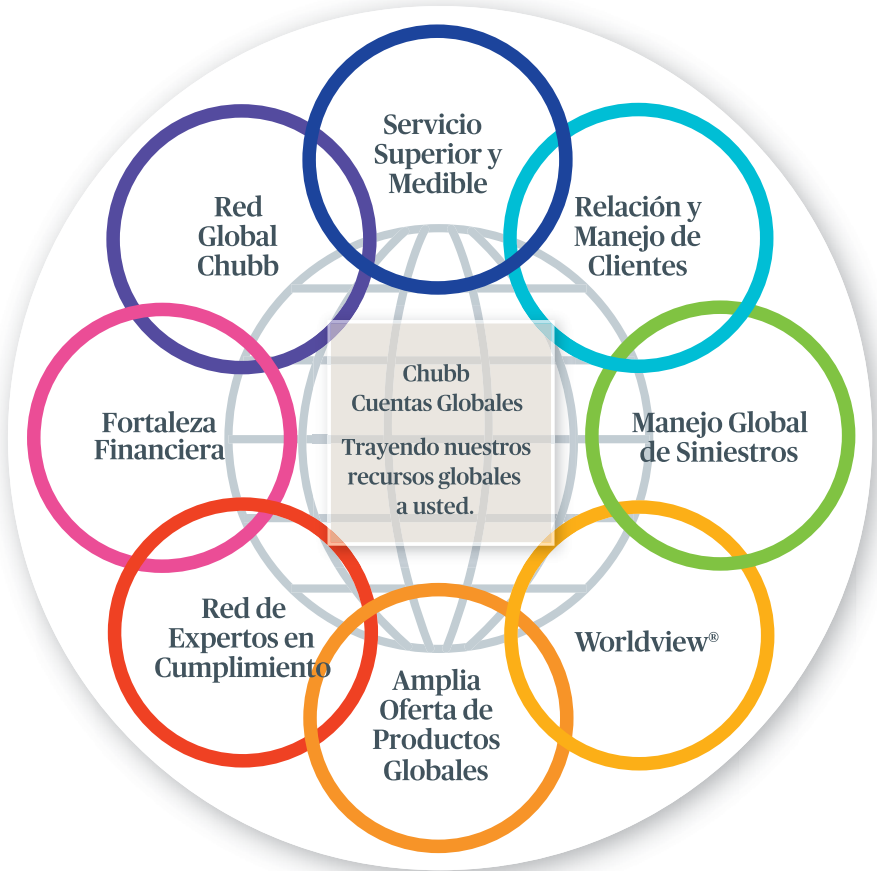 Servicio
Superior y
Medible
Relación y
Manejo de
Clientes
Manejo Global
de Siniestros
Worldview®
Amplia
Oferta de
Productos
Globales
Red de
Expertos en
Cumplimiento
Fortaleza
Financiera
Red
Global
Chubb
Chubb
Cuentas Globales
Trayendo nuestros
recursos globales
a usted.